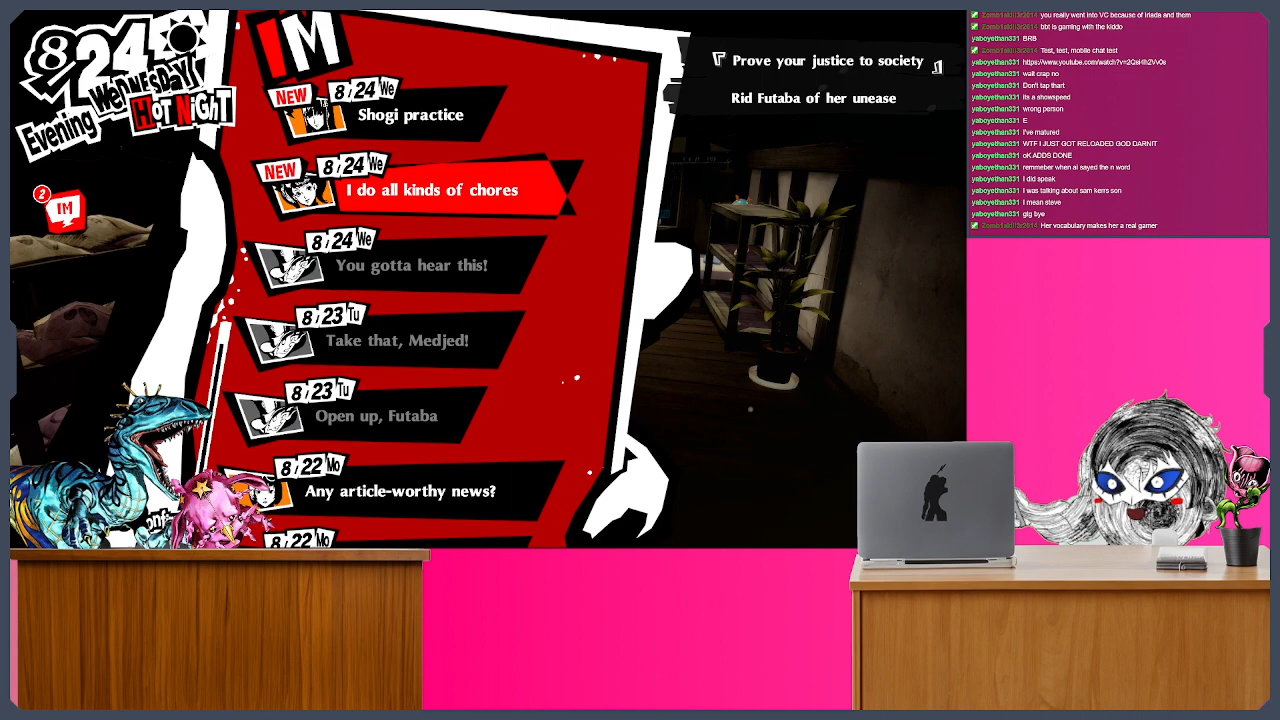 8/24
Wednesday
Evening
HOT NiGHT
2
IM
IM
NEW
8/24 We
Shogi practice
NEW
8/24 We
I do all kinds of chores
8/24 We
You gotta hear this!
8/23 Tu
Take that, Medjed!
8/23 Tu
Open up, Futaba
8/22 Mo
Any article-worthy news?
8/22 Mo
Prove your justice to society
Rid Futaba of her unease
Zomb1skill3r2014 you really went into VC because of Iriada and them
Zomb1skill3r2014 bbt is gaming with the kiddo
yaboyethan331 BRB
Zomb1skill3r2014 Test, test, mobile chat test
yaboyethan331 https://www.youtube.com/watch?v=2Qsl4h2Vv0s
yaboyethan331 wait crap no
yaboyethan331 Don't tap thart
yaboyethan331 its a showspeed
yaboyethan331 wrong person
yaboyethan331 E
yaboyethan331 I've matured
yaboyethan331 WTF I JUST GOT RELOADED GOD DARNIT
yaboyethan331 oK ADDS DONE
yaboyethan331 remmeber when ai sayed the n word
yaboyethan331 I did speak
yaboyethan331 I was talking about sam kerrs son
yaboyethan331 I mean steve
yaboyethan331 gig bye
Zomb1skill3r2014 Her vocabulary makes her a real gamer